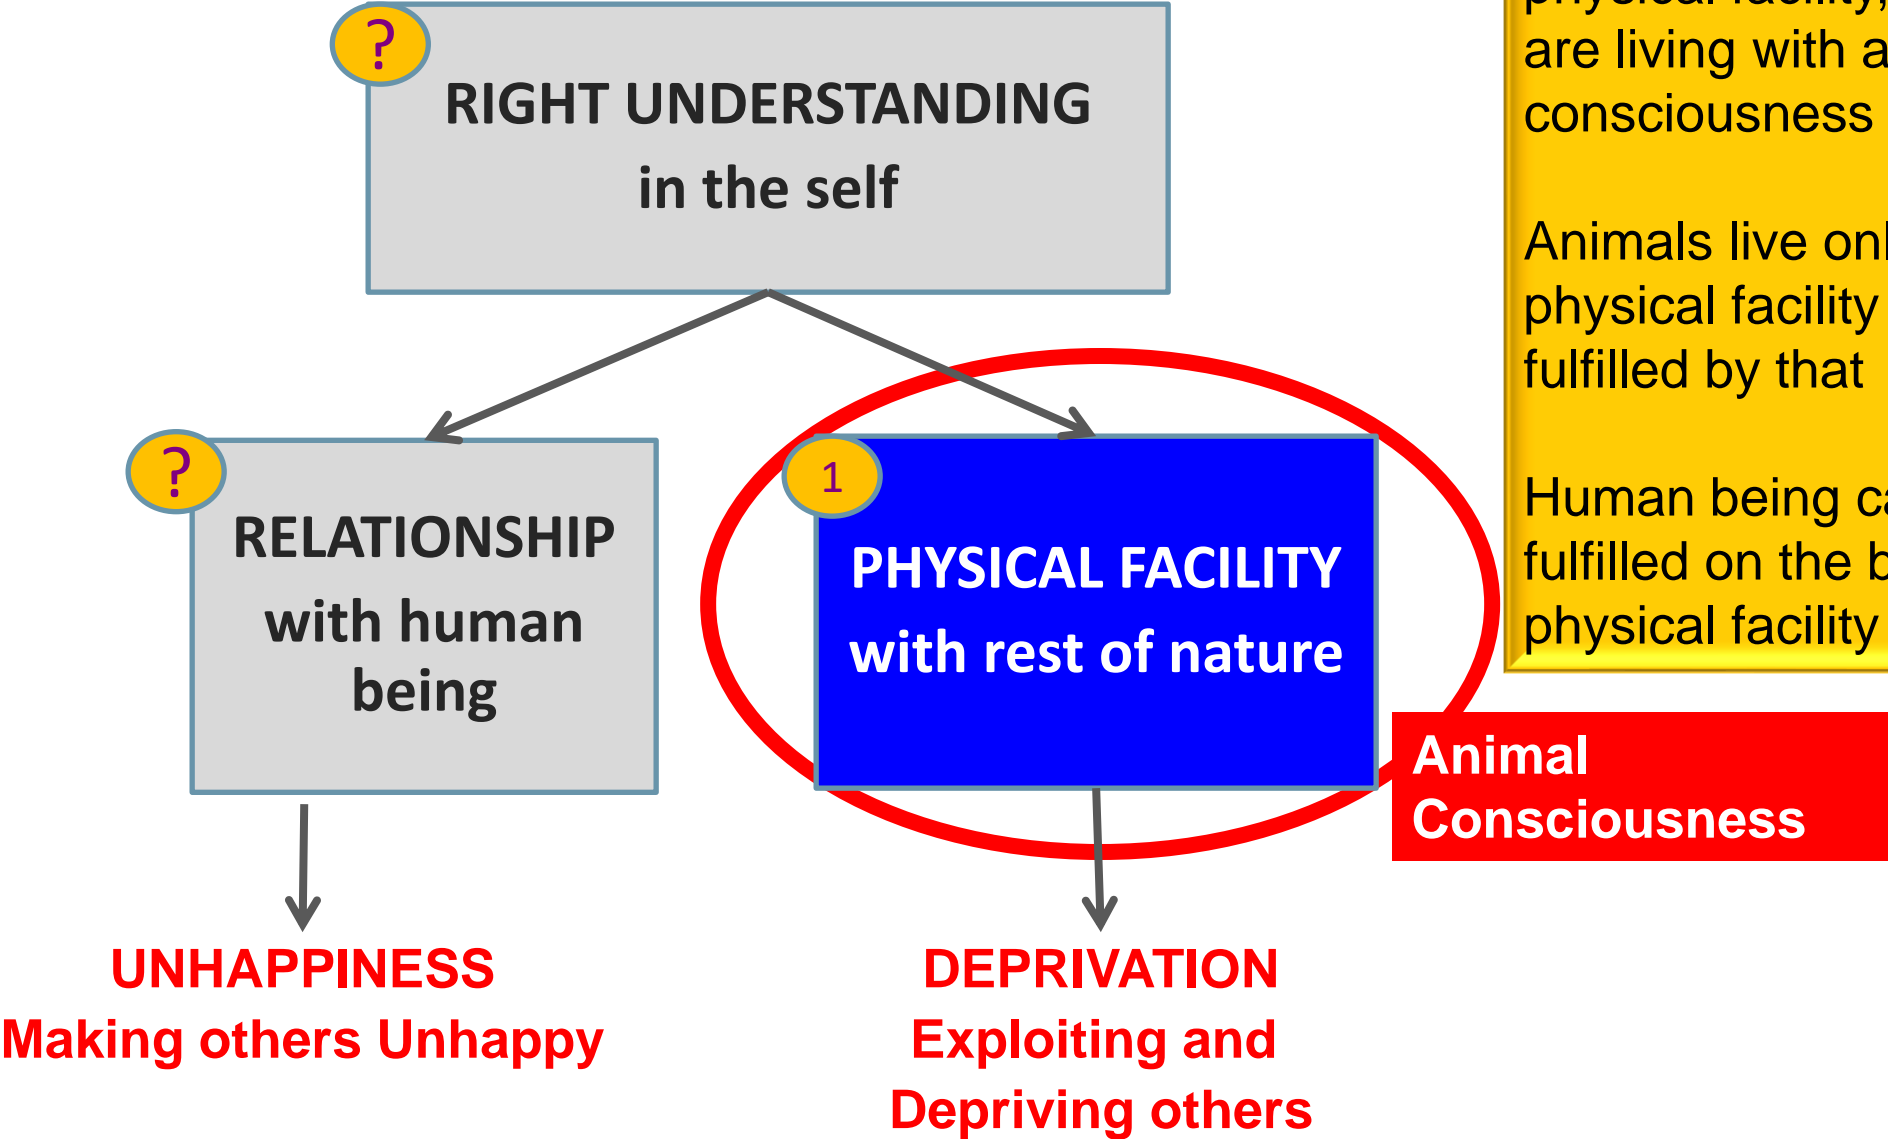 ?
RIGHT UNDERSTANDING
in the self
physical facility,
are living with
consciousness
Animals live
physical facility
fulfilled by that
Human being
fulfilled on the
physical facility
?
RELATIONSHIP
with human
being
1
PHYSICAL FACILITY
with rest of nature
Animal
Consciousness
UNHAPPINESS
Making others Unhappy
DEPRIVATION
Exploiting and
Depriving others